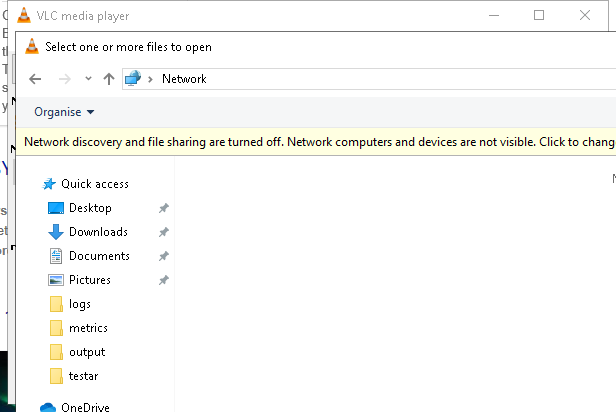 VLC media player
Select one or more files to open
Network
Organise
Network discovery and file sharing are turned off. Network computers and devices are not visible. Click to chang
Quick access
Desktop
Downloads
Documents
Pictures
logs
metrics
output
testar
OneDrive